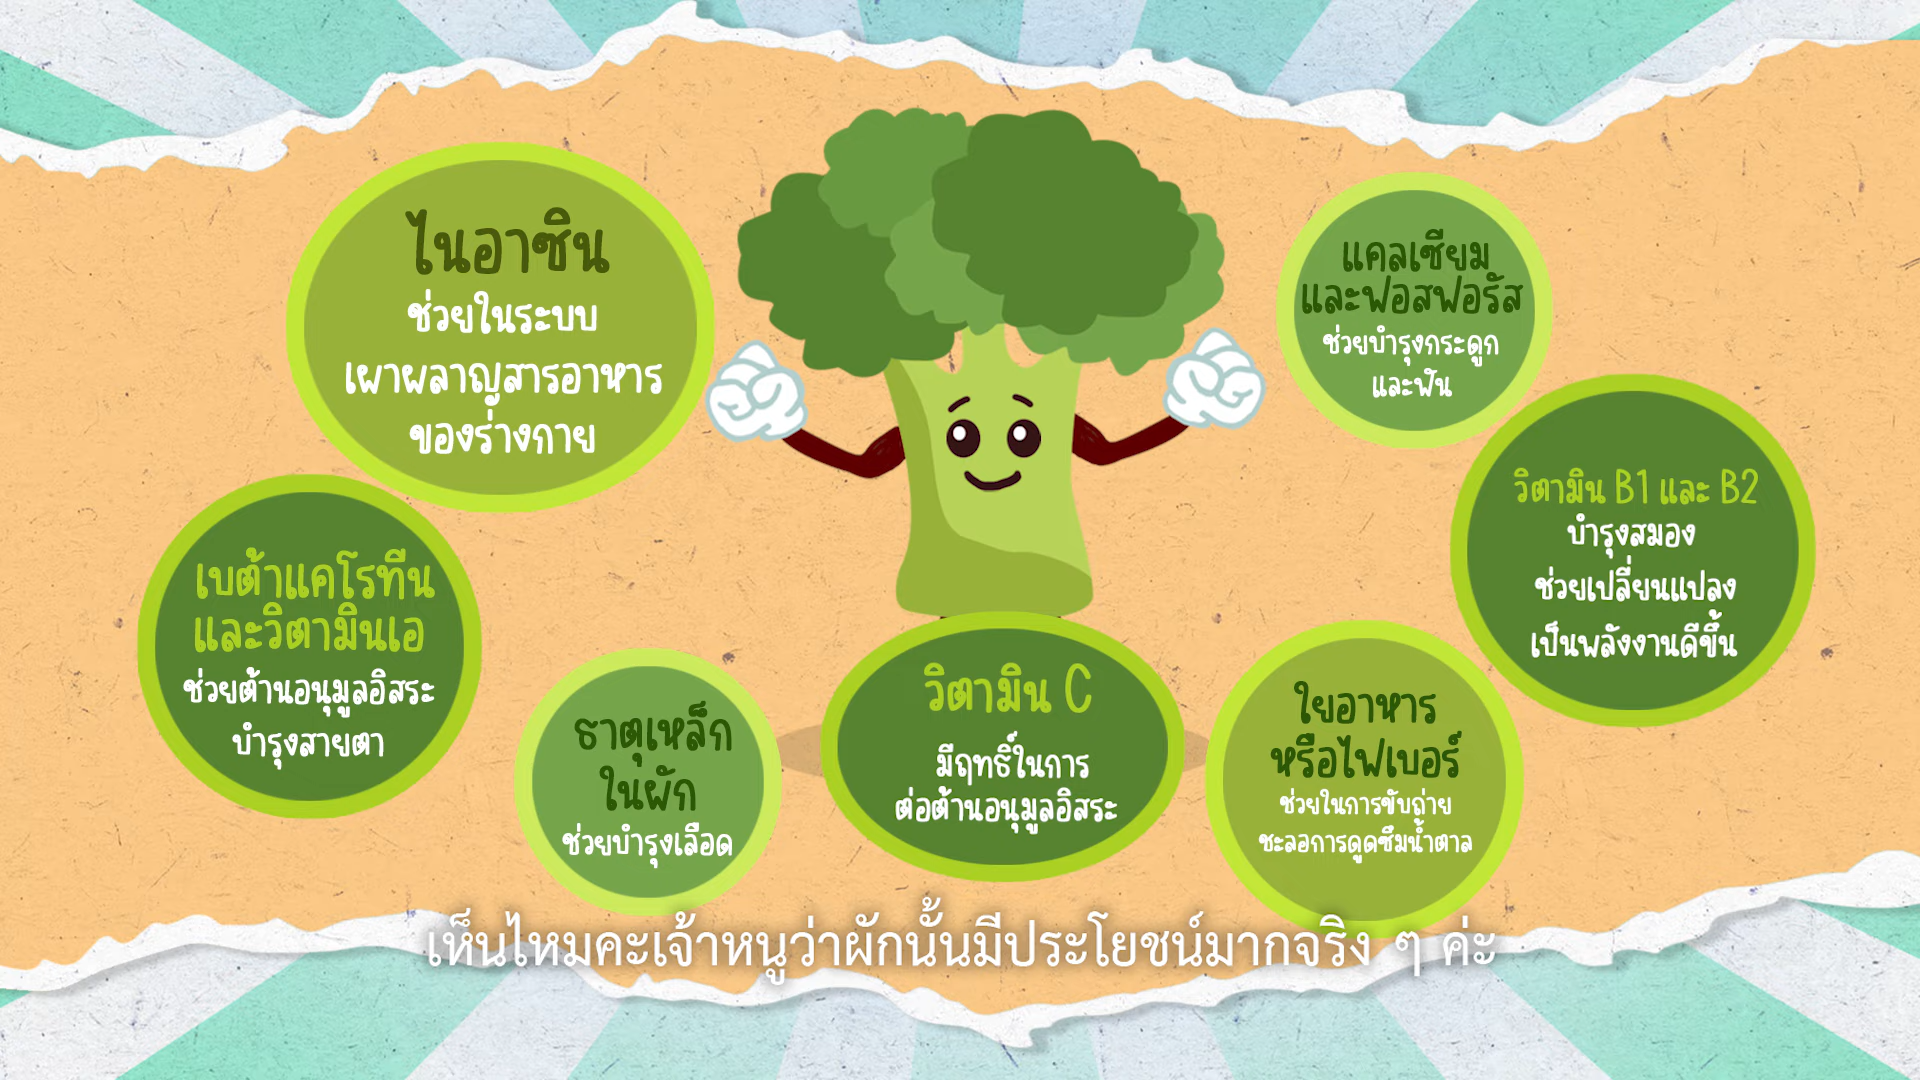 ไนอาซิน
ช่วยในระบบ
เผาผลาญสารอาหาร
ของร่างกาย
แคลเซียม
และฟอสฟอรัส
ช่วยบำรุงกระดูก
และฟัน
เบต้าแคโรทีน
และวิตามินเอ
ช่วยต้านอนุมูลอิสระ
บำรุงสายตา
วิตามิน B1 และ B2
บำรุงสมอง
ช่วยเปลี่ยนแปลง
เป็นพลังงานดีขึ้น
ธาตุเหล็ก
ในผัก
ช่วยบำรุงเลือด
วิตามิน C
มีฤทธิ์ในการ
ต่อต้านอนุมูลอิสระ
ใยอาหาร
หรือไฟเบอร์
ช่วยในการขับถ่าย
ชะลอการดูดซึมน้ำตาล
เห็นไหมคะเจ้าหนูว่าผักนั้นมีประโยชน์มากจริง ๆ ค่ะ